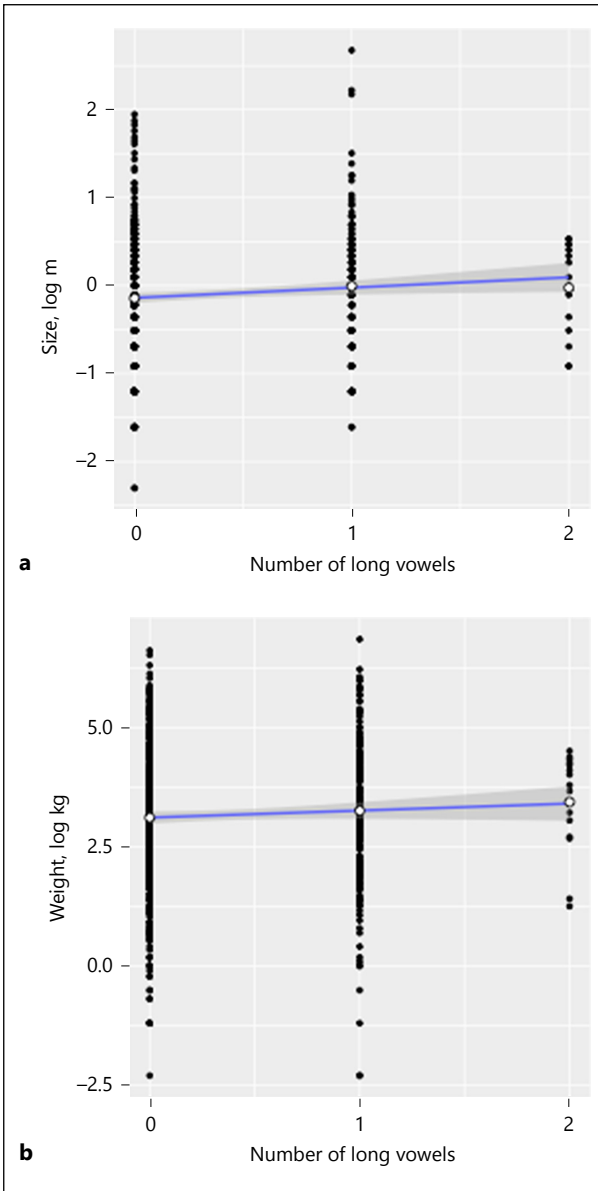 2
1
0
−1
−2
Size, log m
0 1 2
Number of long vowels
a
5.0
2.5
0.0
−2.5
Weight, log kg
0 1 2
Number of long vowels
b